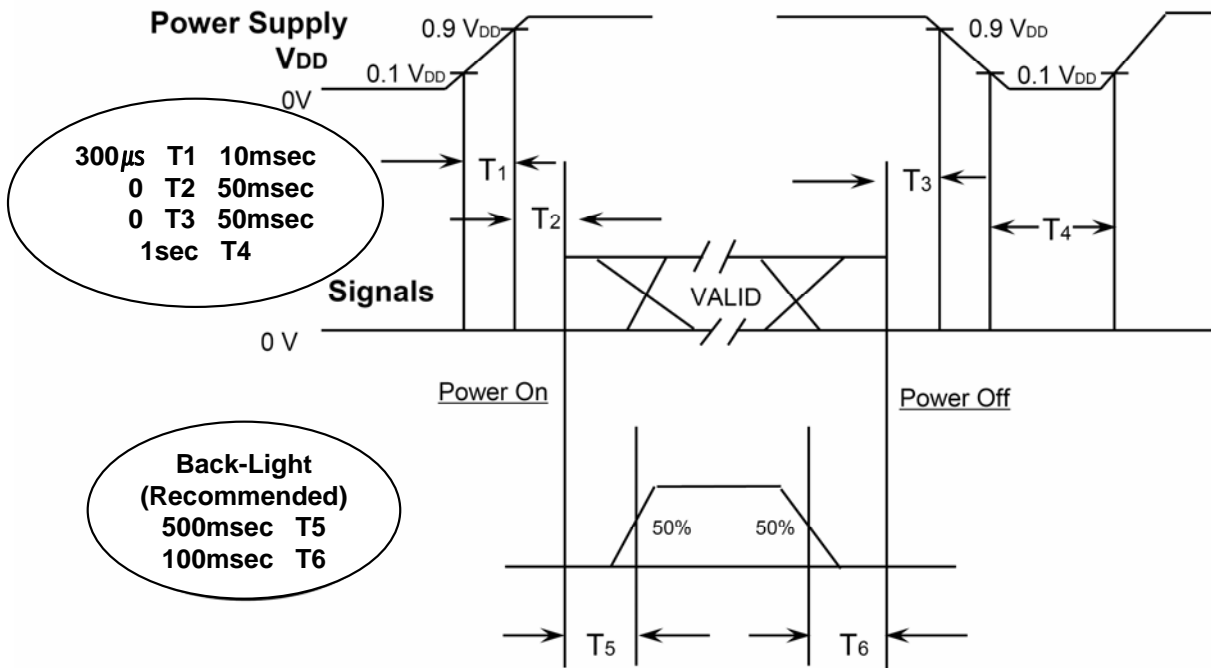 Power Supply
VDD
0.9 VDD
0.1 VDD
0V
0.9 VDD
0.1 VDD
300μs T1 10msec
0 T2 50msec
0 T3 50msec
1sec T4
T1
T2
T3
T4
Signals
VALID
0 V
Power On
Power Off
Back-Light
(Recommended)
500msec T5
100msec T6
50%
50%
T5
T6